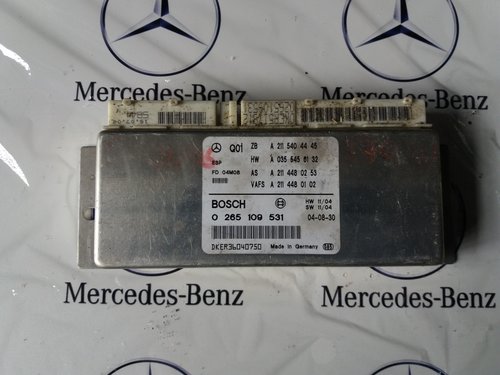 Mercedes-Benz
Mercedes-Benz
Q01 ZB A 211 540 44 45
ESP HW A 035 545 61 32
FD 04M08 AS A 211 448 02 53
VAFS A 211 448 01 02
BOSCH HW 11/04
SW 11/04
0 265 109 531 04-08-30
DKER36040750 Made in Germany
Mercedes-Benz
Mercedes-Benz